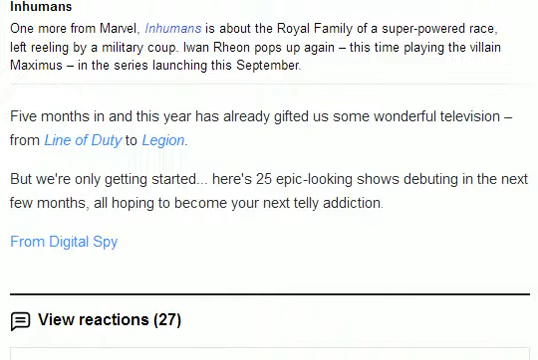 Inhumans
One more from Marvel, Inhumans is about the Royal Family of a super-powered race,
left reeling by a military coup. Iwan Rheon pops up again – this time playing the villain
Maximus – in the series launching this September.
Five months in and this year has already gifted us some wonderful television –
from Line of Duty to Legion.
But we're only getting started... here's 25 epic-looking shows debuting in the next
few months, all hoping to become your next telly addiction.
From Digital Spy
View reactions (27)